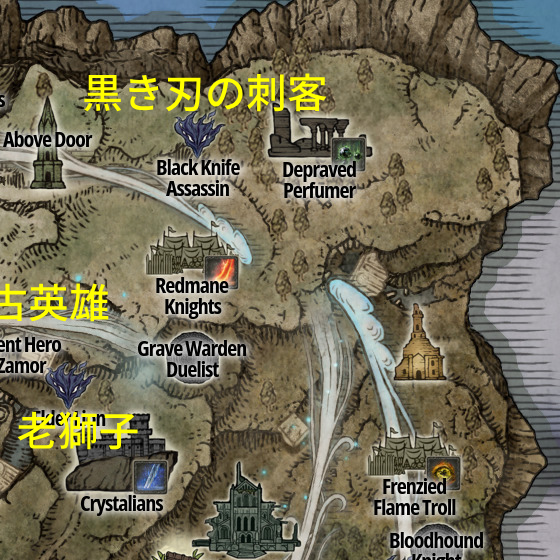 s
黒き刃の刺客
Above Door
Black Knife
Assassin
Depraved
Perfumer
Redmane
Knights
古英雄
ent Hero
Zamor
Grave Warden
Duelist
老獅子
Crystalians
Frenzied
Flame Troll
Bloodhound
Knight